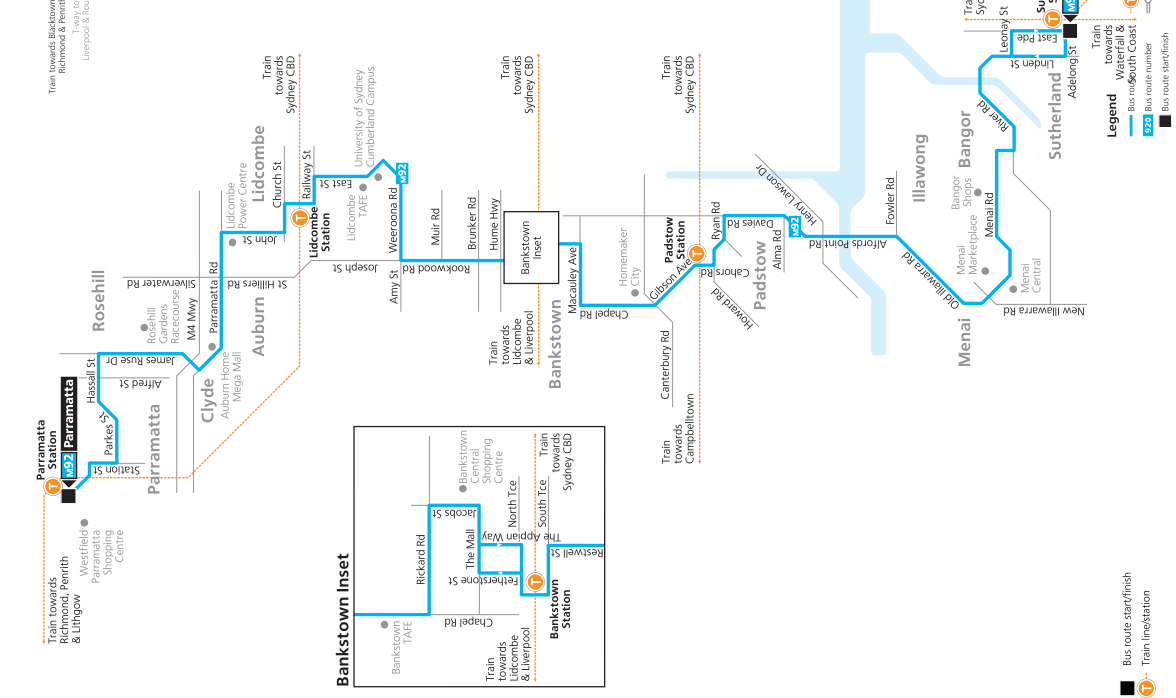 Train towards Blacktown
Richmond & Penrith
T-way to
Liverpool & Rou
Parramatta
Station
M92
Parramatta
T
Westfield
Parramatta
Shopping
Centre
Train towards
Richmond, Penrith
& Lithgow
Station St
Parkes St
Hassall St
Alfred St
James Ruse Dr
Parramatta
Rosehill
Rosehill
Gardens
Racecourse
M4 Mwy
Clyde
Auburn Home
Mega Mall
Parramatta Rd
Silverwater Rd
St Hilliers Rd
Auburn
John St
Lidcombe
Power Centre
Lidcombe
Church St
Train
towards
Sydney CBD
T
Lidcombe
Station
Railway St
East St
Joseph St
Lidcombe
TAFE
University of Sydney
Cumberland Campus
M92
Weeroona Rd
Amy St
Rookwood Rd
Muir Rd
Brunker Rd
Hume Hwy
Train
towards
Sydney CBD
Bankstown
Inset
Train
towards
Lidcombe
& Liverpool
Bankstown
Macauley Ave
Chapel Rd
Homemaker
City
Canterbury Rd
Gibson Ave
Padstow
Station
T
Train
towards
Sydney CBD
Train
towards
Campbelltown
Cahors Rd
Howard Rd
Ryan Rd
Davies Rd
Padstow
Alma Rd
M92
Henry Lawson Dr
Alfords Point Rd
Fowler Rd
Illawong
Old Illawarra Rd
Menai
Menai
Marketplace
Bangor
Shops
Bangor
Menai Rd
Menai
Central
New Illawarra Rd
River Rd
Sutherland
Linden St
Leonay St
East Pde
Adelong St
Su
S
M9
T
Train
towards
Waterfall &
South Coast
Bankstown Inset
Bankstown
TAFE
Chapel Rd
Rickard Rd
Jacobs St
Bankstown
Central
Shopping
Centre
The Mall
Fetherstone St
The Appian Way
North Tce
South Tce
Train
towards
Sydney CBD
T
Bankstown
Station
Restwell St
Train
towards
Lidcombe
& Liverpool
Legend
Bus route
920
Bus route number
Bus route start/finish
Bus route start/finish
T
Train line/station